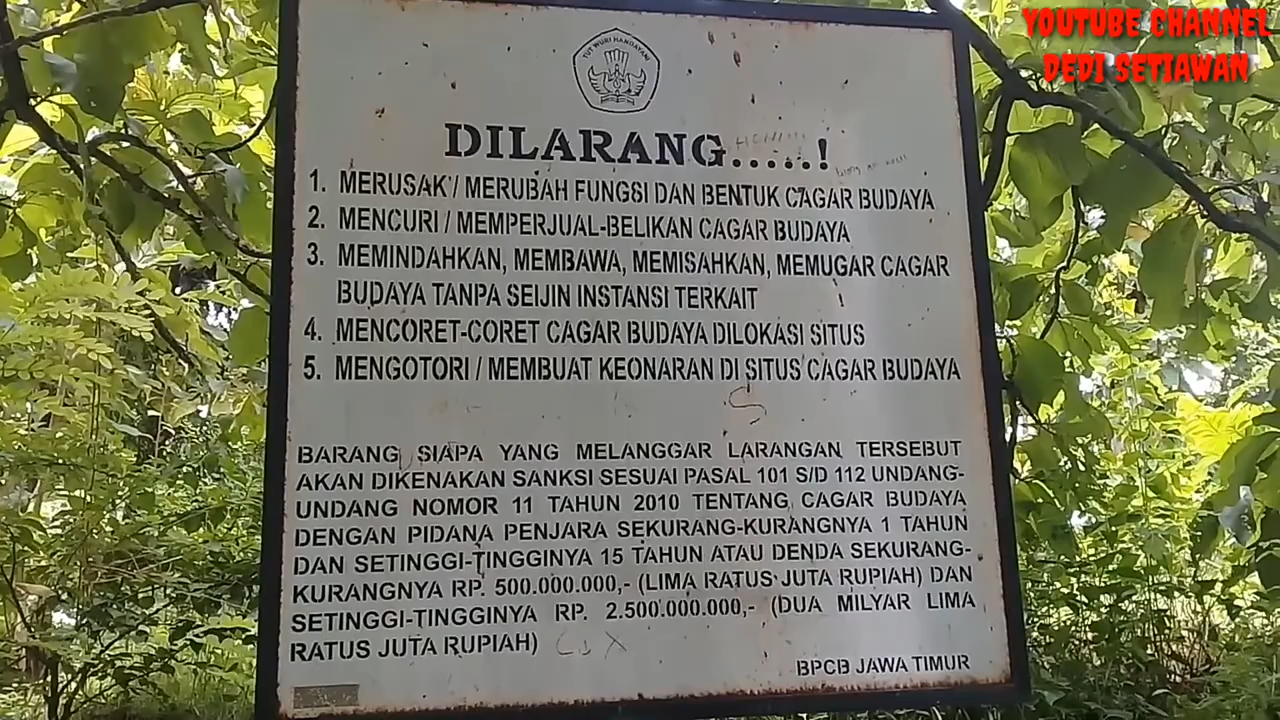 YOUTUBE CHANNEL
DEDI SETIAWAN
TUT WURI HANDAYANI
DILARANG.....!
1. MERUSAK / MERUBAH FUNGSI DAN BENTUK CAGAR BUDAYA
2. MENCURI / MEMPERJUAL-BELIKAN CAGAR BUDAYA
3. MEMINDAHKAN, MEMBAWA, MEMISAHKAN, MEMUGAR CAGAR
BUDAYA TANPA SEIJIN INSTANSI TERKAIT
4. MENCORET-CORET CAGAR BUDAYA DILOKASI SITUS
5. MENGOTORI / MEMBUAT KEONARAN DI SITUS CAGAR BUDAYA
BARANG SIAPA YANG MELANGGAR LARANGAN TERSEBUT
AKAN DIKENAKAN SANKSI SESUAI PASAL 101 S/D 112 UNDANG-
UNDANG NOMOR 11 TAHUN 2010 TENTANG CAGAR BUDAYA
DENGAN PIDANA PENJARA SEKURANG-KURANGNYA 1 TAHUN
DAN SETINGGI-TINGGINYA 15 TAHUN ATAU DENDA SEKURANG-
KURANGNYA RP. 500.000.000,- (LIMA RATUS JUTA RUPIAH) DAN
SETINGGI-TINGGINYA RP. 2.500.000.000,- (DUA MILYAR LIMA
RATUS JUTA RUPIAH)
BPCB JAWA TIMUR